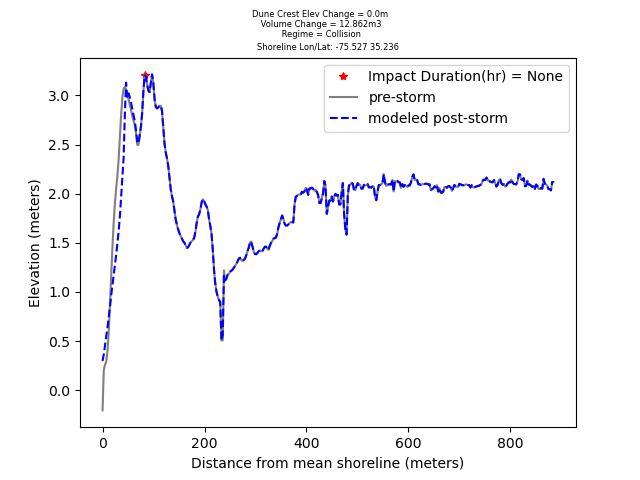 Dune Crest Elev Change = 0.0m
Volume Change = 12.862m3
Regime = Collision
Shoreline Lon/Lat: -75.527 35.236
Impact Duration(hr) = None
pre-storm
modeled post-storm
Elevation (meters)
3.0
2.5
2.0
1.5
1.0
0.5
0.0
0 200 400 600 800
Distance from mean shoreline (meters)